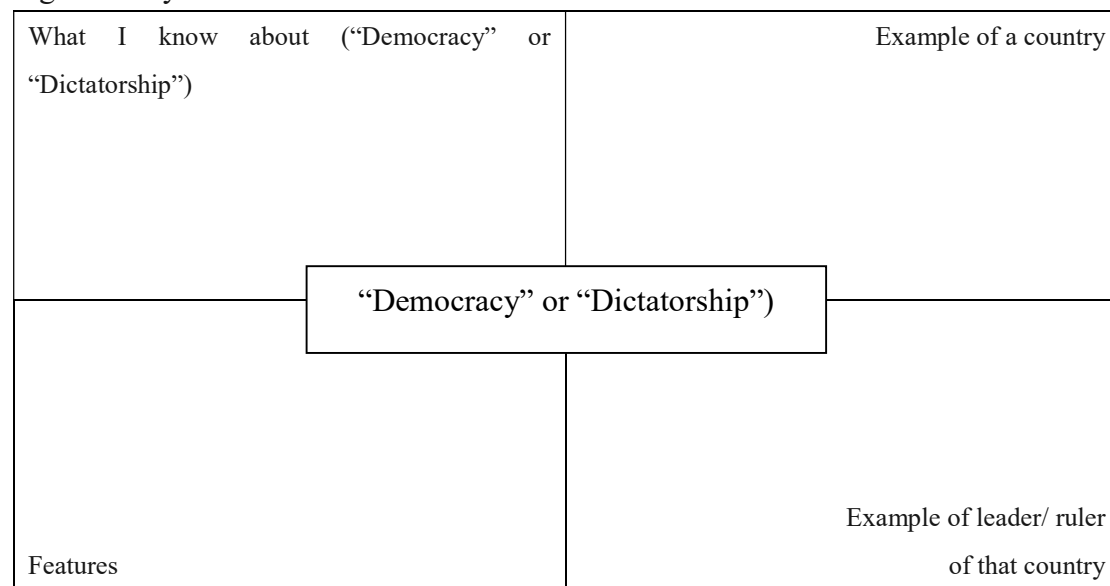 What I know about (“Democracy” or
“Dictatorship”)
Example of a country
“Democracy” or “Dictatorship”)
Features
Example of leader/ ruler
of that country